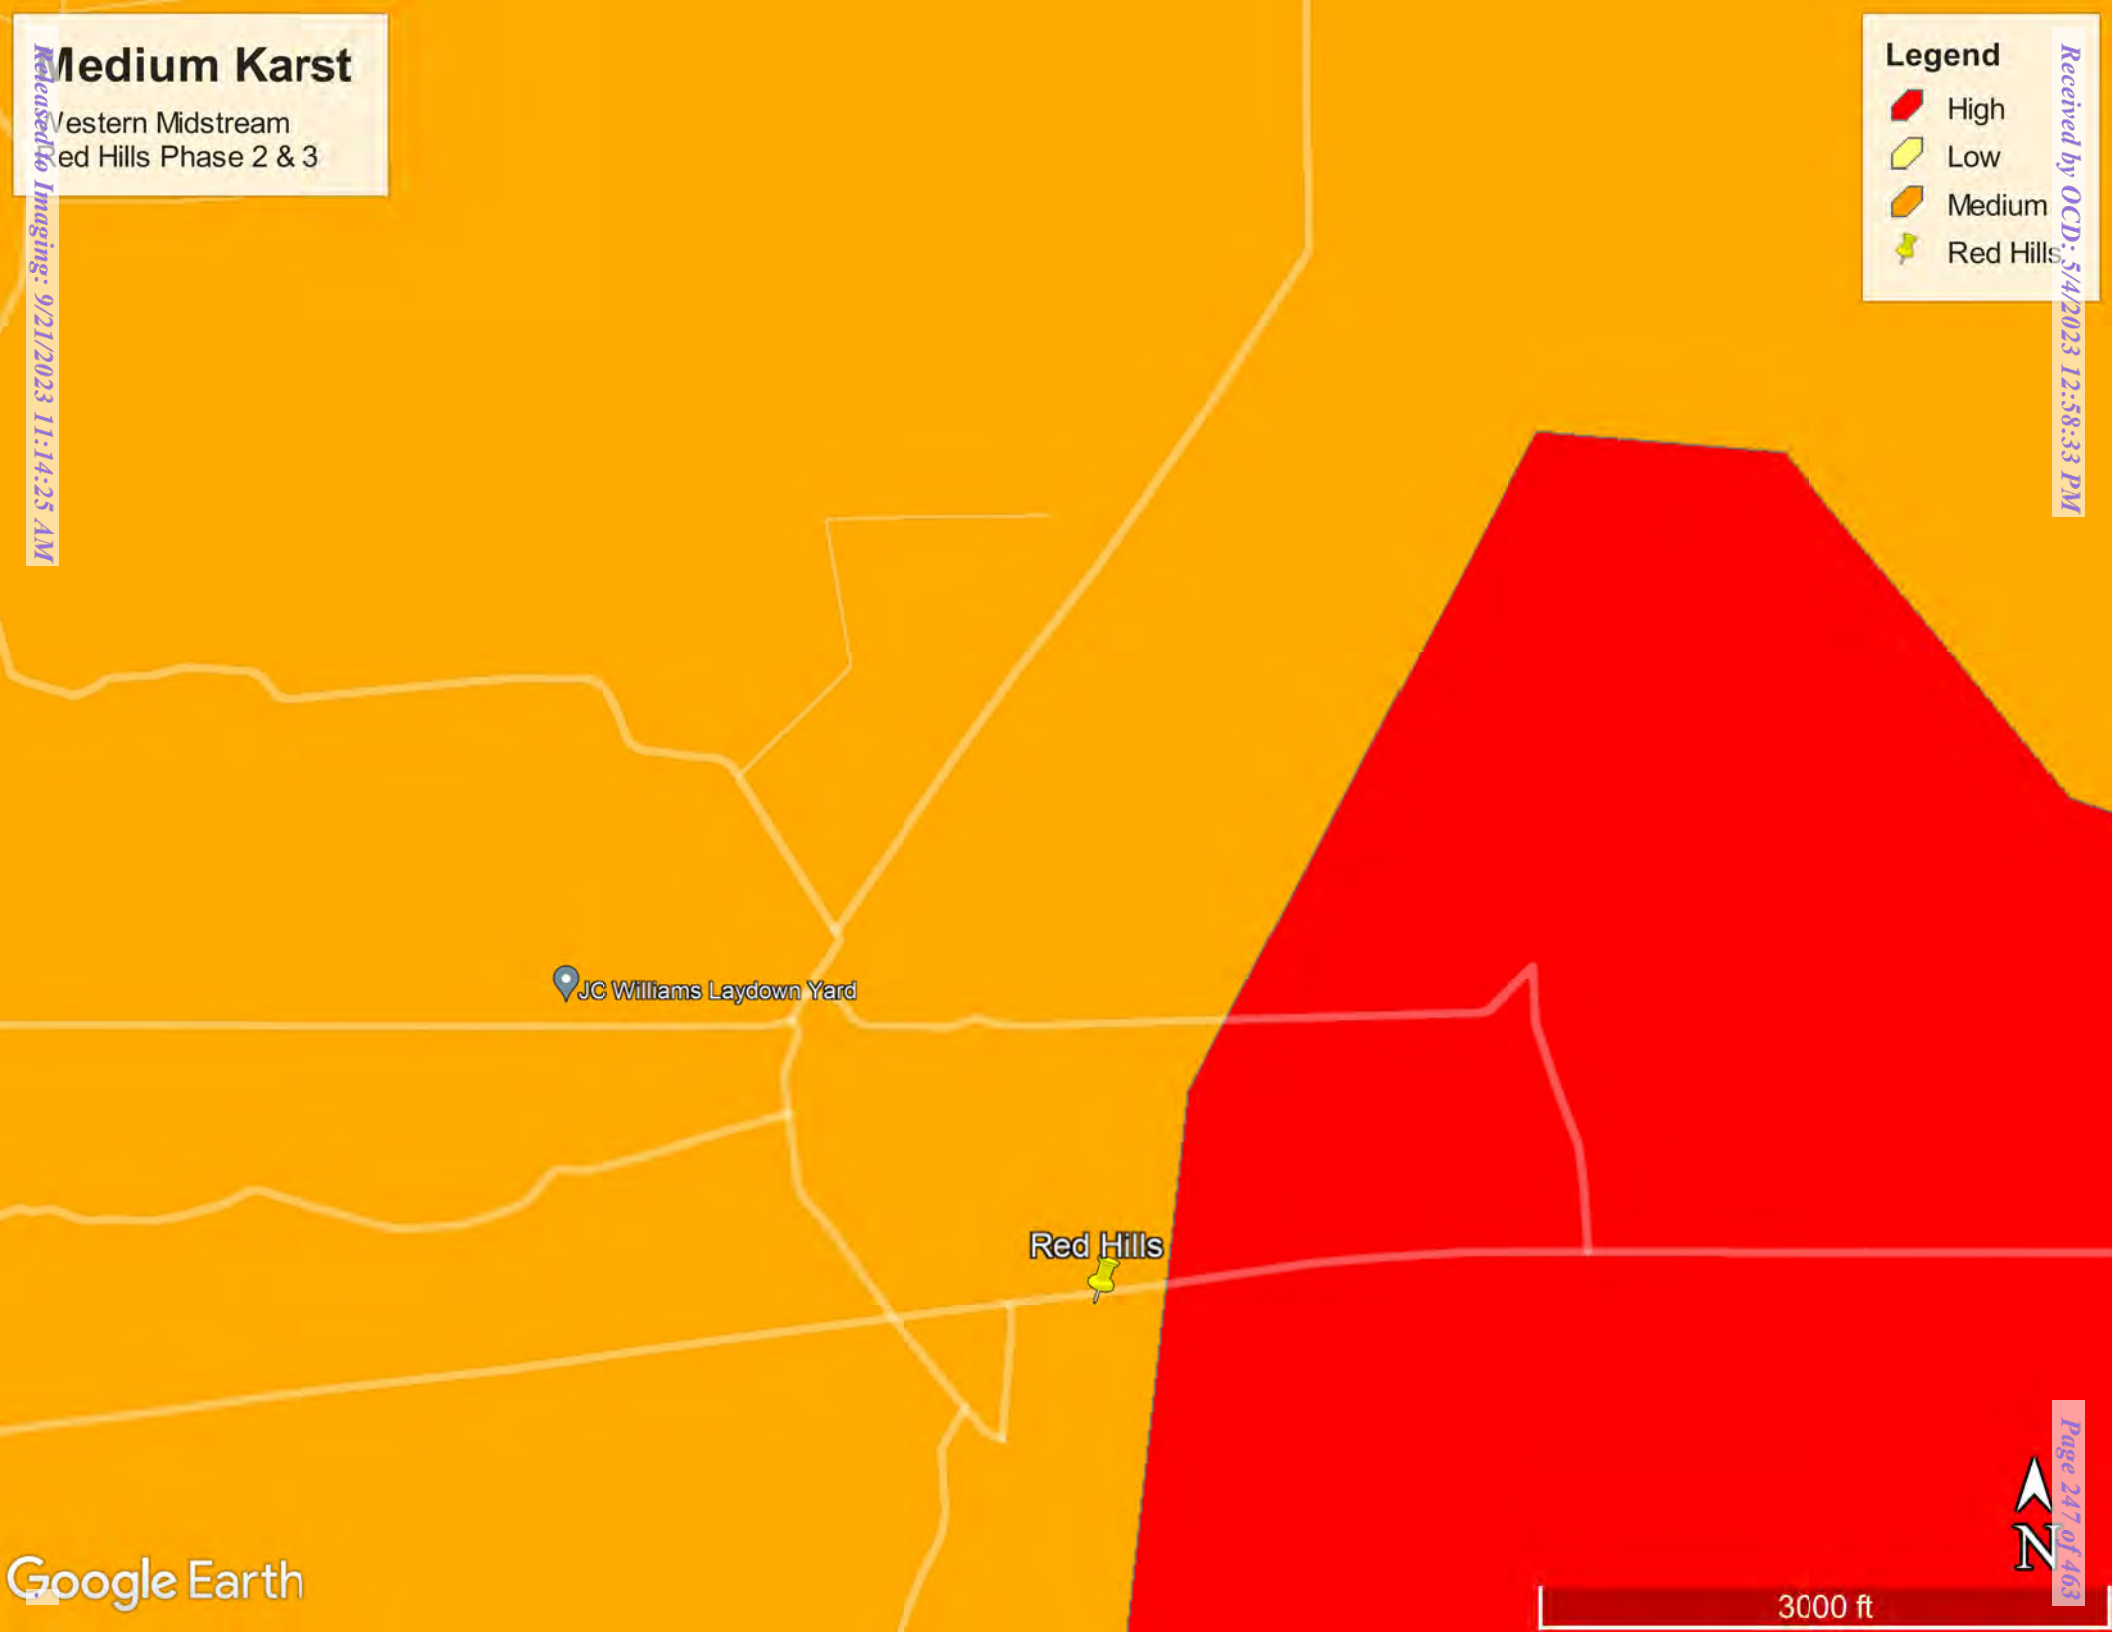 Medium Karst
Western Midstream
Red Hills Phase 2 & 3
Released to Imaging: 9/21/2023 11:14:25 AM
Legend
High
Low
Medium
Red Hills
Received by OCD: 5/4/2023 12:58:33 PM
JC Williams Laydown Yard
Red Hills
N
Page 247 of 463
Google Earth
3000 ft